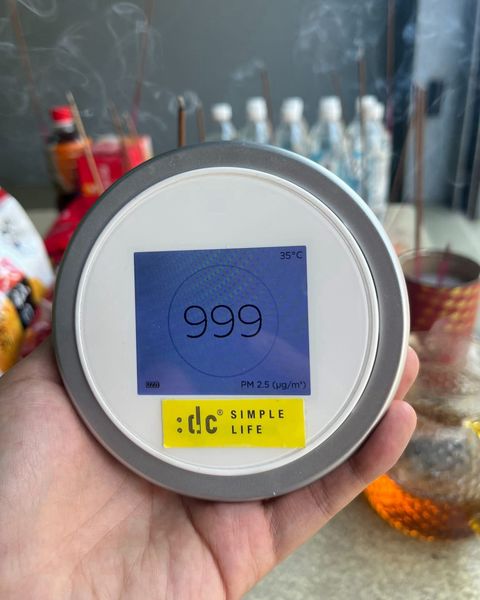 35°C
999
PM 2.5 (µg/m³)
:dc® SIMPLE
LIFE